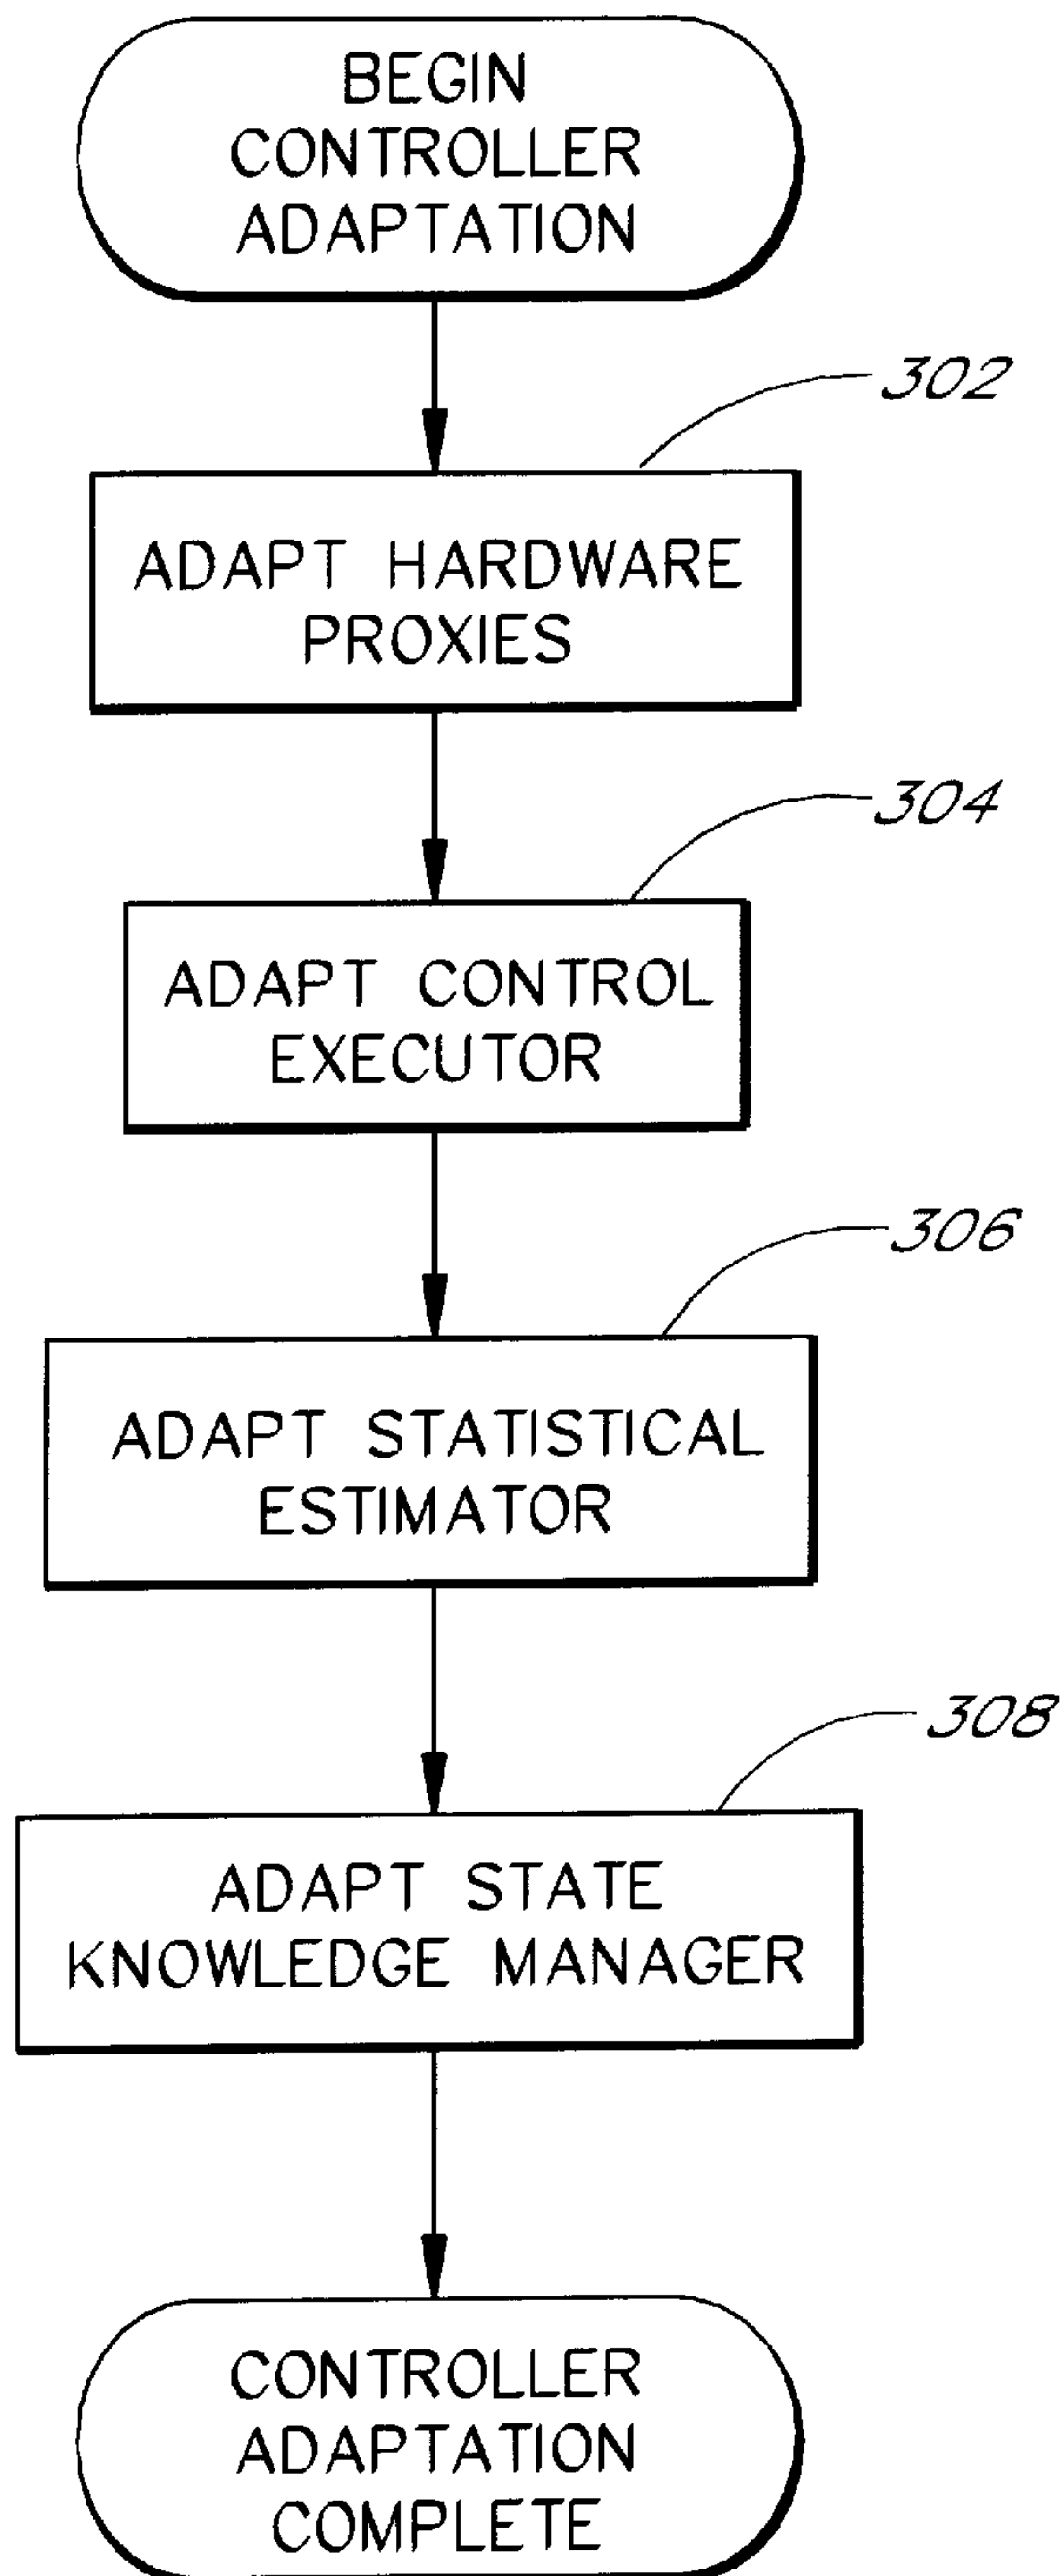 BEGIN
CONTROLLER
ADAPTATION
302
ADAPT HARDWARE
PROXIES
304
ADAPT CONTROL
EXECUTOR
306
ADAPT STATISTICAL
ESTIMATOR
308
ADAPT STATE
KNOWLEDGE MANAGER
CONTROLLER
ADAPTATION
COMPLETE